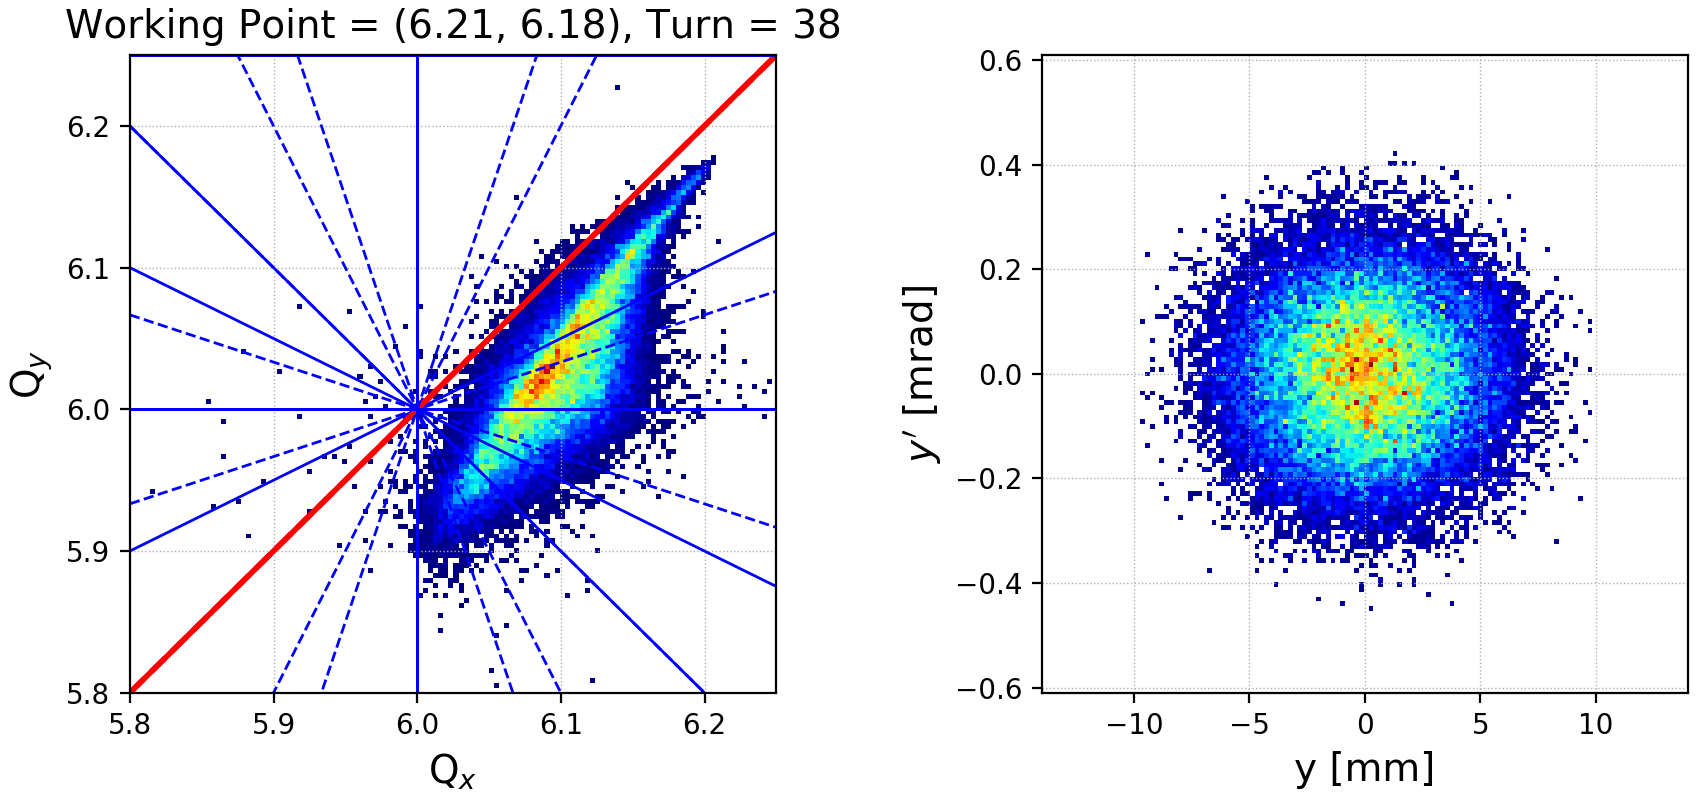 Working Point = (6.21, 6.18), Turn = 38
6.2
6.1
6.0
5.9
5.8
Q_y
5.8 5.9 6.0 6.1 6.2
Q_x
0.6
0.4
0.2
0.0
−0.2
−0.4
−0.6
y′ [mrad]
−10 −5 0 5 10
y [mm]